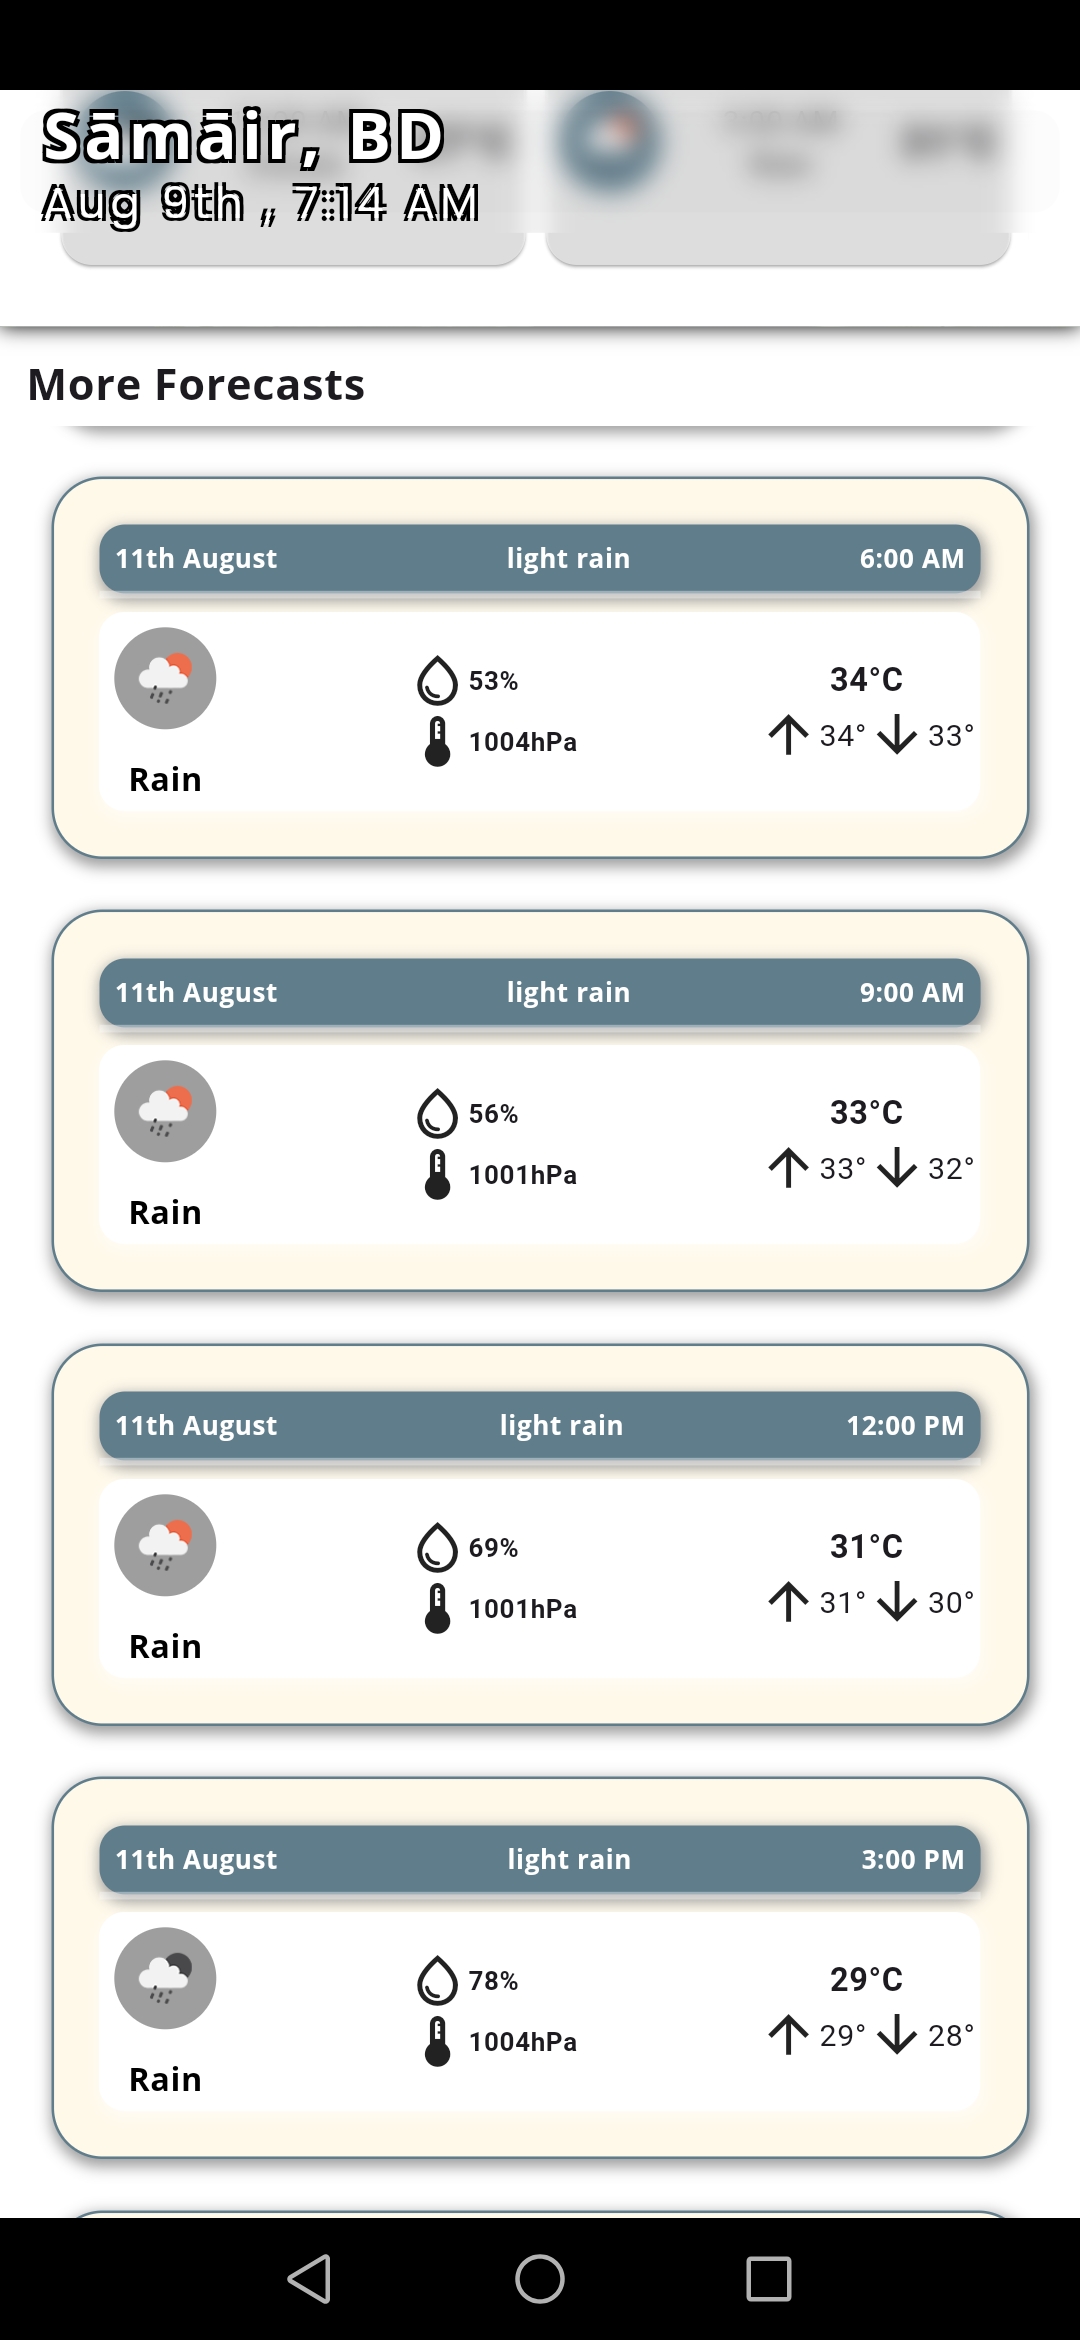 Sāmāir, BD
Aug 9th ,, 7:14 AM
More Forecasts
11th August light rain 6:00 AM
53% 34°C
1004hPa 34° 33°
Rain
11th August light rain 9:00 AM
56% 33°C
1001hPa 33° 32°
Rain
11th August light rain 12:00 PM
69% 31°C
1001hPa 31° 30°
Rain
11th August light rain 3:00 PM
78% 29°C
1004hPa 29° 28°
Rain